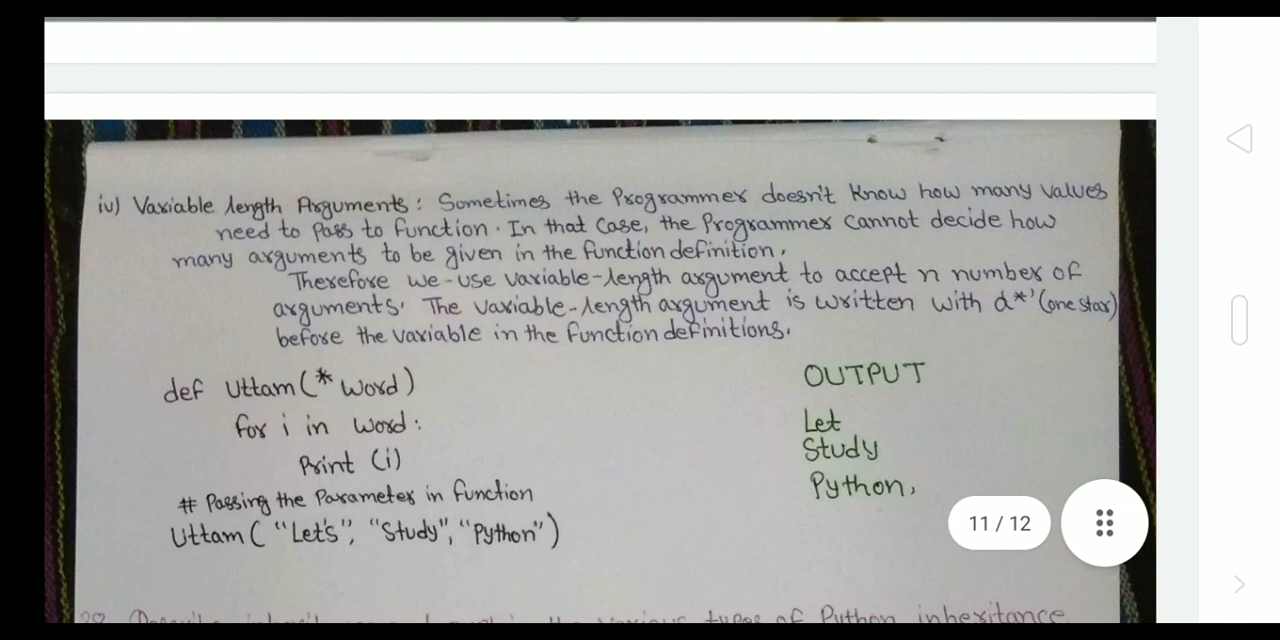 iv) Variable length Arguments : Sometimes the Programmer doesn't know how many values
need to pass to function. In that case, the Programmer cannot decide how
many arguments to be given in the function definition.
Therefore we-use variable-length argument to accept n number of
arguments. The variable-length argument is written with a '*' (one star)
before the variable in the function definitions.
def Uttam (* word)
for i in word :
Print (i)
# Passing the Parameter in function
Uttam ( "Let's", "Study", "Python" )
OUTPUT
Let
Study
Python.
11 / 12
types of Python inheritance